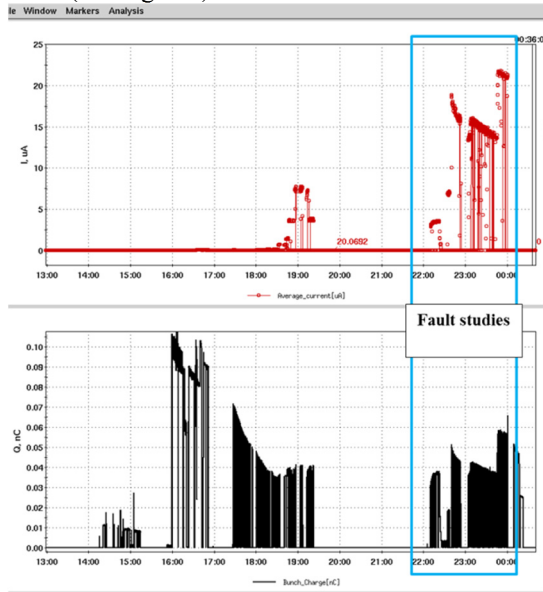 le Window Markers Analysis
00:36:0
25
20
15
10
5
0
I, uA
20.0692
0
13:00 14:00 15:00 16:00 17:00 18:00 19:00 20:00 21:00 22:00 23:00 00:00
Average_current[uA]
Fault studies
0.10
0.09
0.08
0.07
0.06
0.05
0.04
0.03
0.02
0.01
0.00
Q, nC
13:00 14:00 15:00 16:00 17:00 18:00 19:00 20:00 21:00 22:00 23:00 00:00
Bunch_Charge[nC]